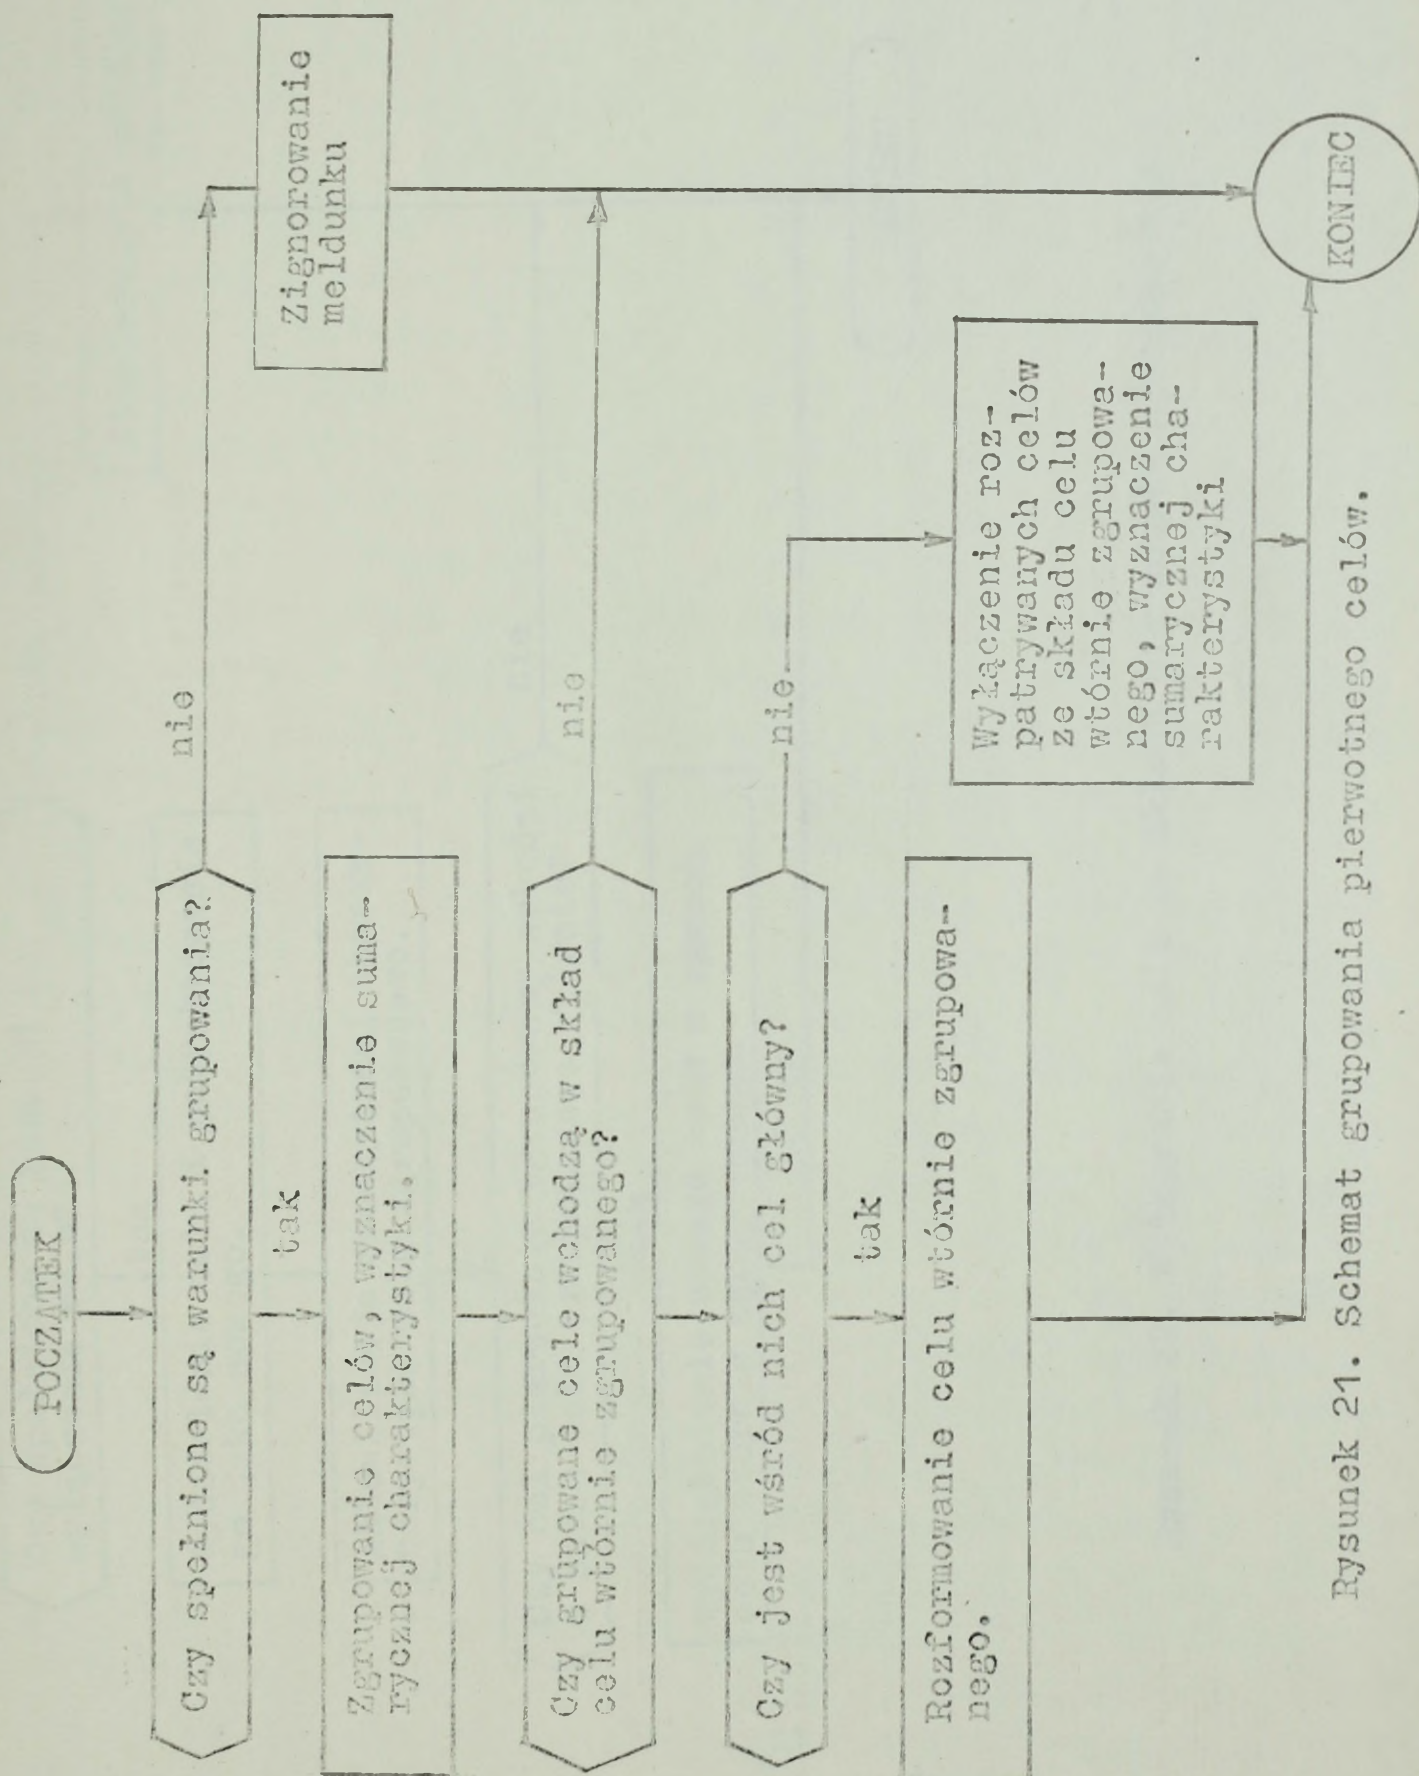 POCZĄTEK
Czy spełnione są warunki grupowania?
nie
Zignorowanie
meldunku
tak
Zgrupowanie celów, wyznaczenie suma-
rycznej charakterystyki.
Czy grupowane cele wchodzą w skład
celu wtórnie zgrupowanego?
nie
Czy jest wśród nich cel główny?
nie
tak
Wyłączenie roz-
patrywanych celów
ze składu celu
wtórnie zgrupowa-
nego, wyznaczenie
sumarycznej cha-
rakterystyki
Rozformowanie celu wtórnie zgrupowa-
nego.
KONIEC
Rysunek 21. Schemat grupowania pierwotnego celów.